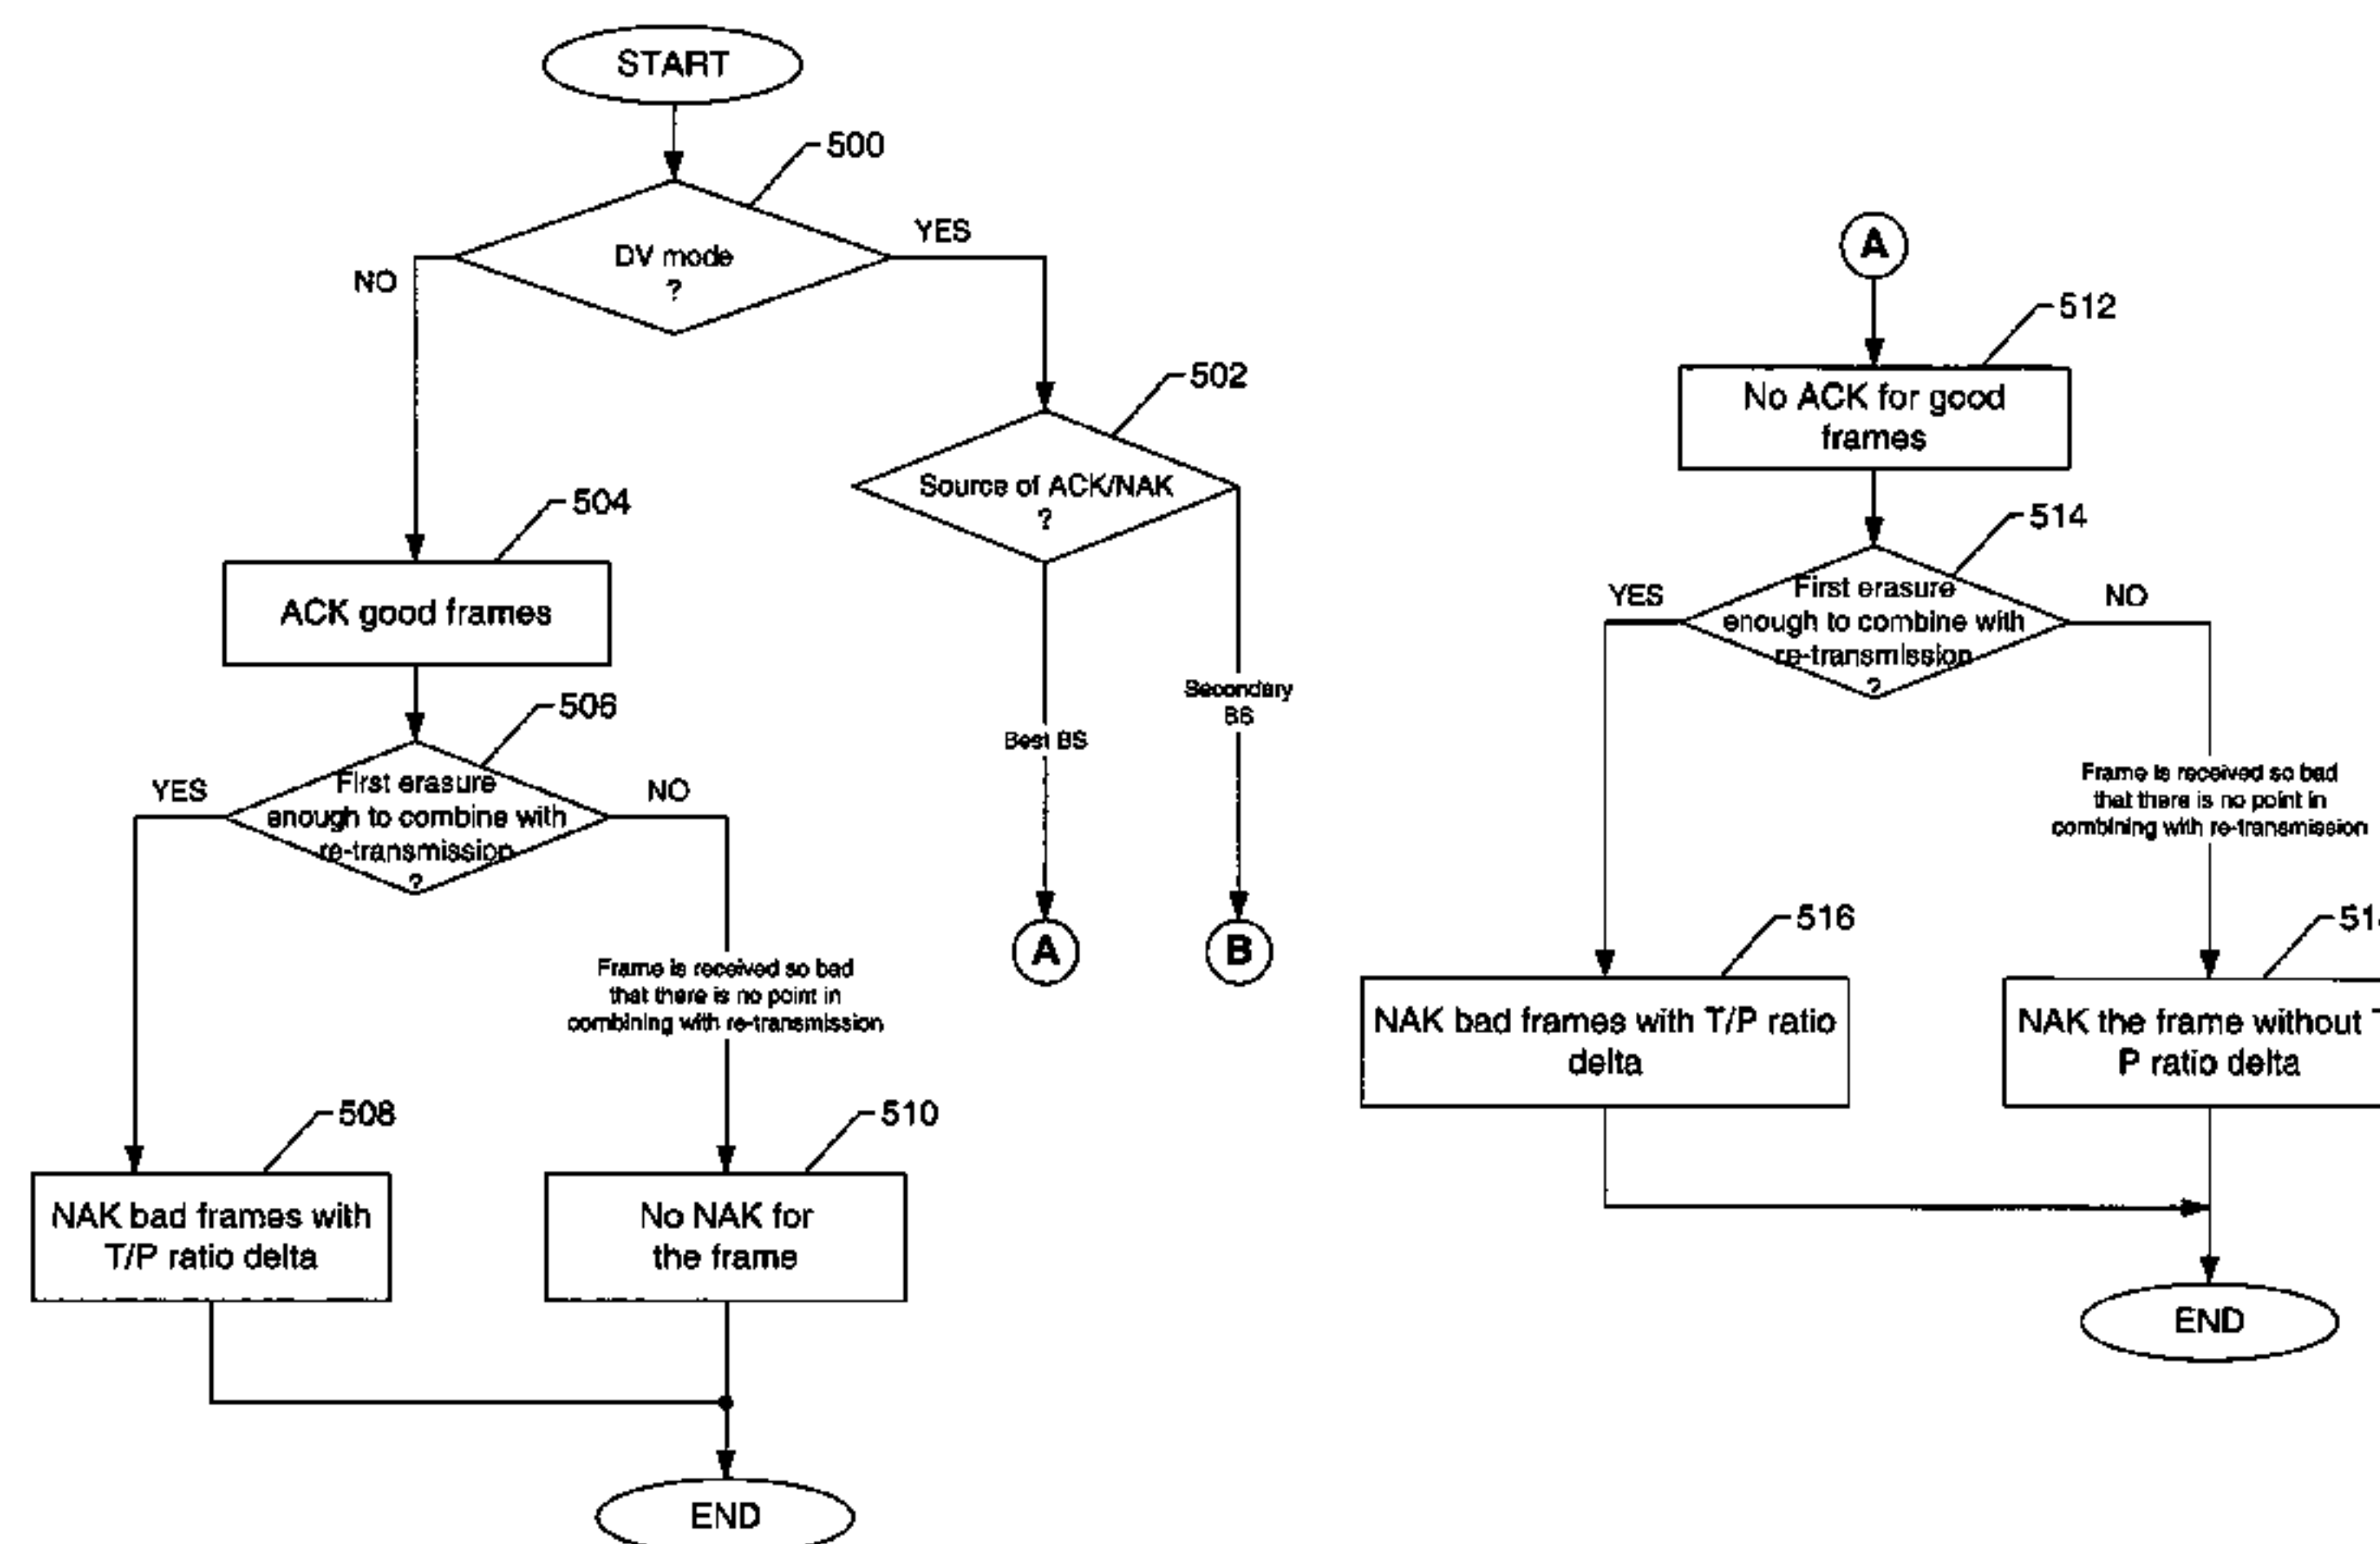 START
500
DV mode
?
YES
NO
502
Source of ACK/NAK
?
504
ACK good frames
506
First erasure
enough to combine with
re-transmission
?
YES
NO
Best BS
Secondary
BS
A
B
Frame is received so bad
that there is no point in
combining with re-transmission
508
NAK bad frames with
T/P ratio delta
510
No NAK for
the frame
END
A
512
No ACK for good
frames
514
First erasure
enough to combine with
re-transmission
?
YES
NO
Frame is received so bad
that there is no point in
combining with re-transmission
516
NAK bad frames with T/P ratio
delta
NAK the frame without
P ratio delta
END